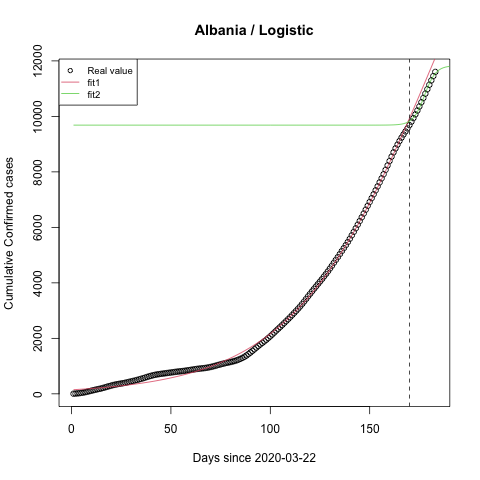 Albania / Logistic
Real value
fit1
fit2
Cumulative Confirmed cases
0
2000
4000
6000
8000
10000
12000
0 50 100 150
Days since 2020-03-22